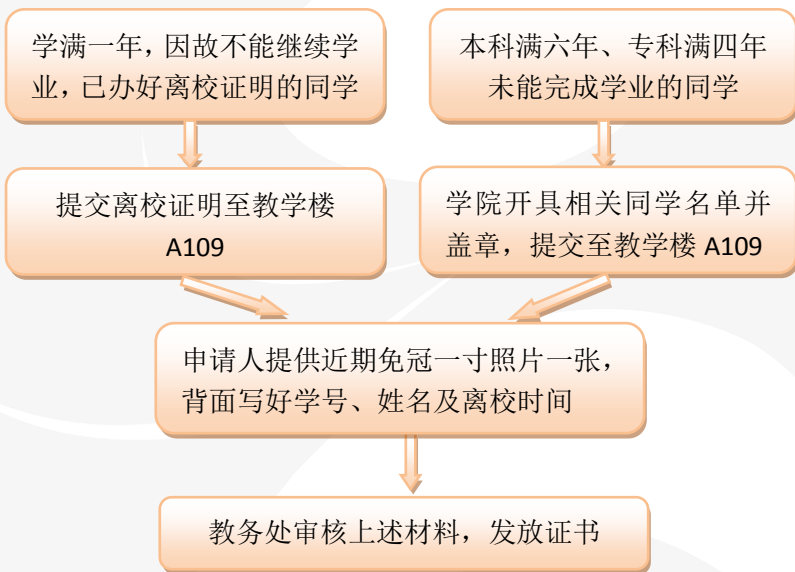 学满一年，因故不能继续学
业，已办好离校证明的同学
本科满六年、专科满四年
未能完成学业的同学
提交离校证明至教学楼
A109
学院开具相关同学名单并
盖章，提交至教学楼 A109
申请人提供近期免冠一寸照片一张，
背面写好学号、姓名及离校时间
教务处审核上述材料，发放证书